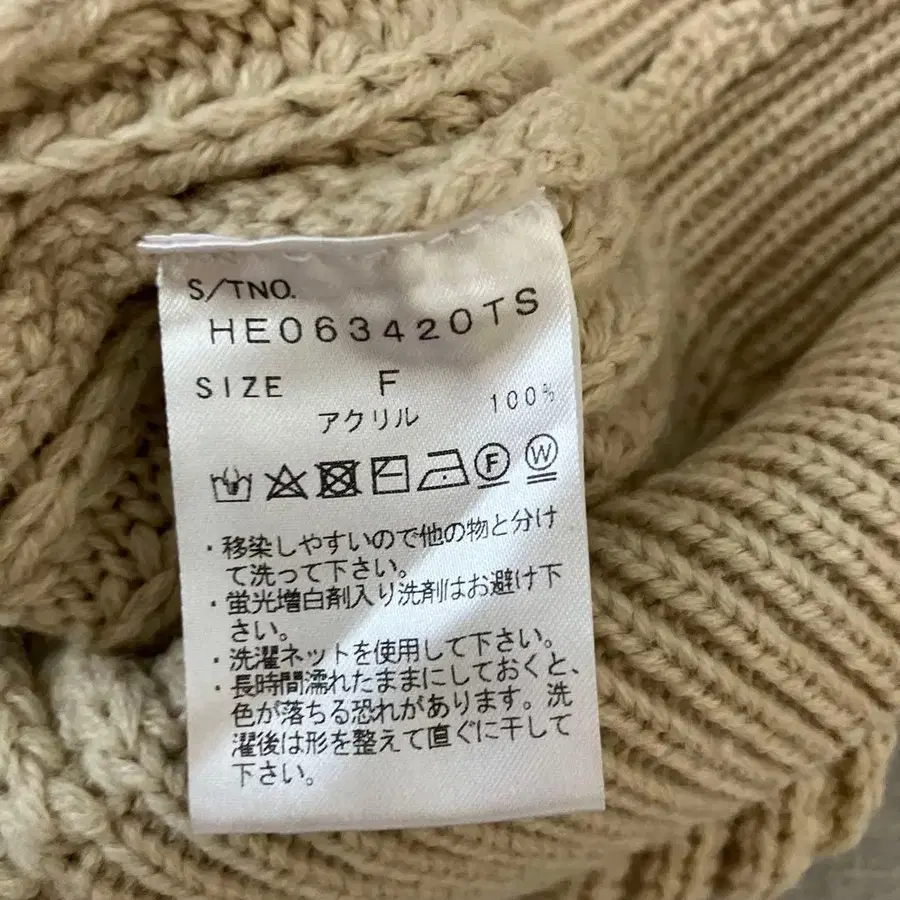 S/TNO.
HE063420TS
SIZE F
アクリル 100%
F W
・移染しやすいので他の物と分け
て洗って下さい。
・蛍光増白剤入り洗剤はお避け下
さい。
・洗濯ネットを使用して下さい。
・長時間濡れたままにしておくと、
色が落ちる恐れがあります。洗
濯後は形を整えて直ぐに干して
下さい。